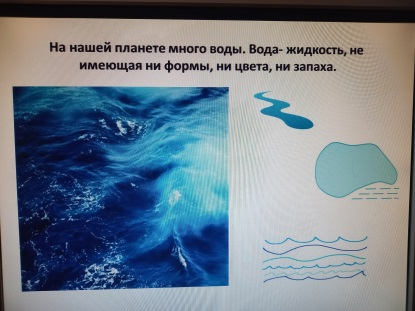 На нашей планете много воды. Вода- жидкость, не
имеющая ни формы, ни цвета, ни запаха.